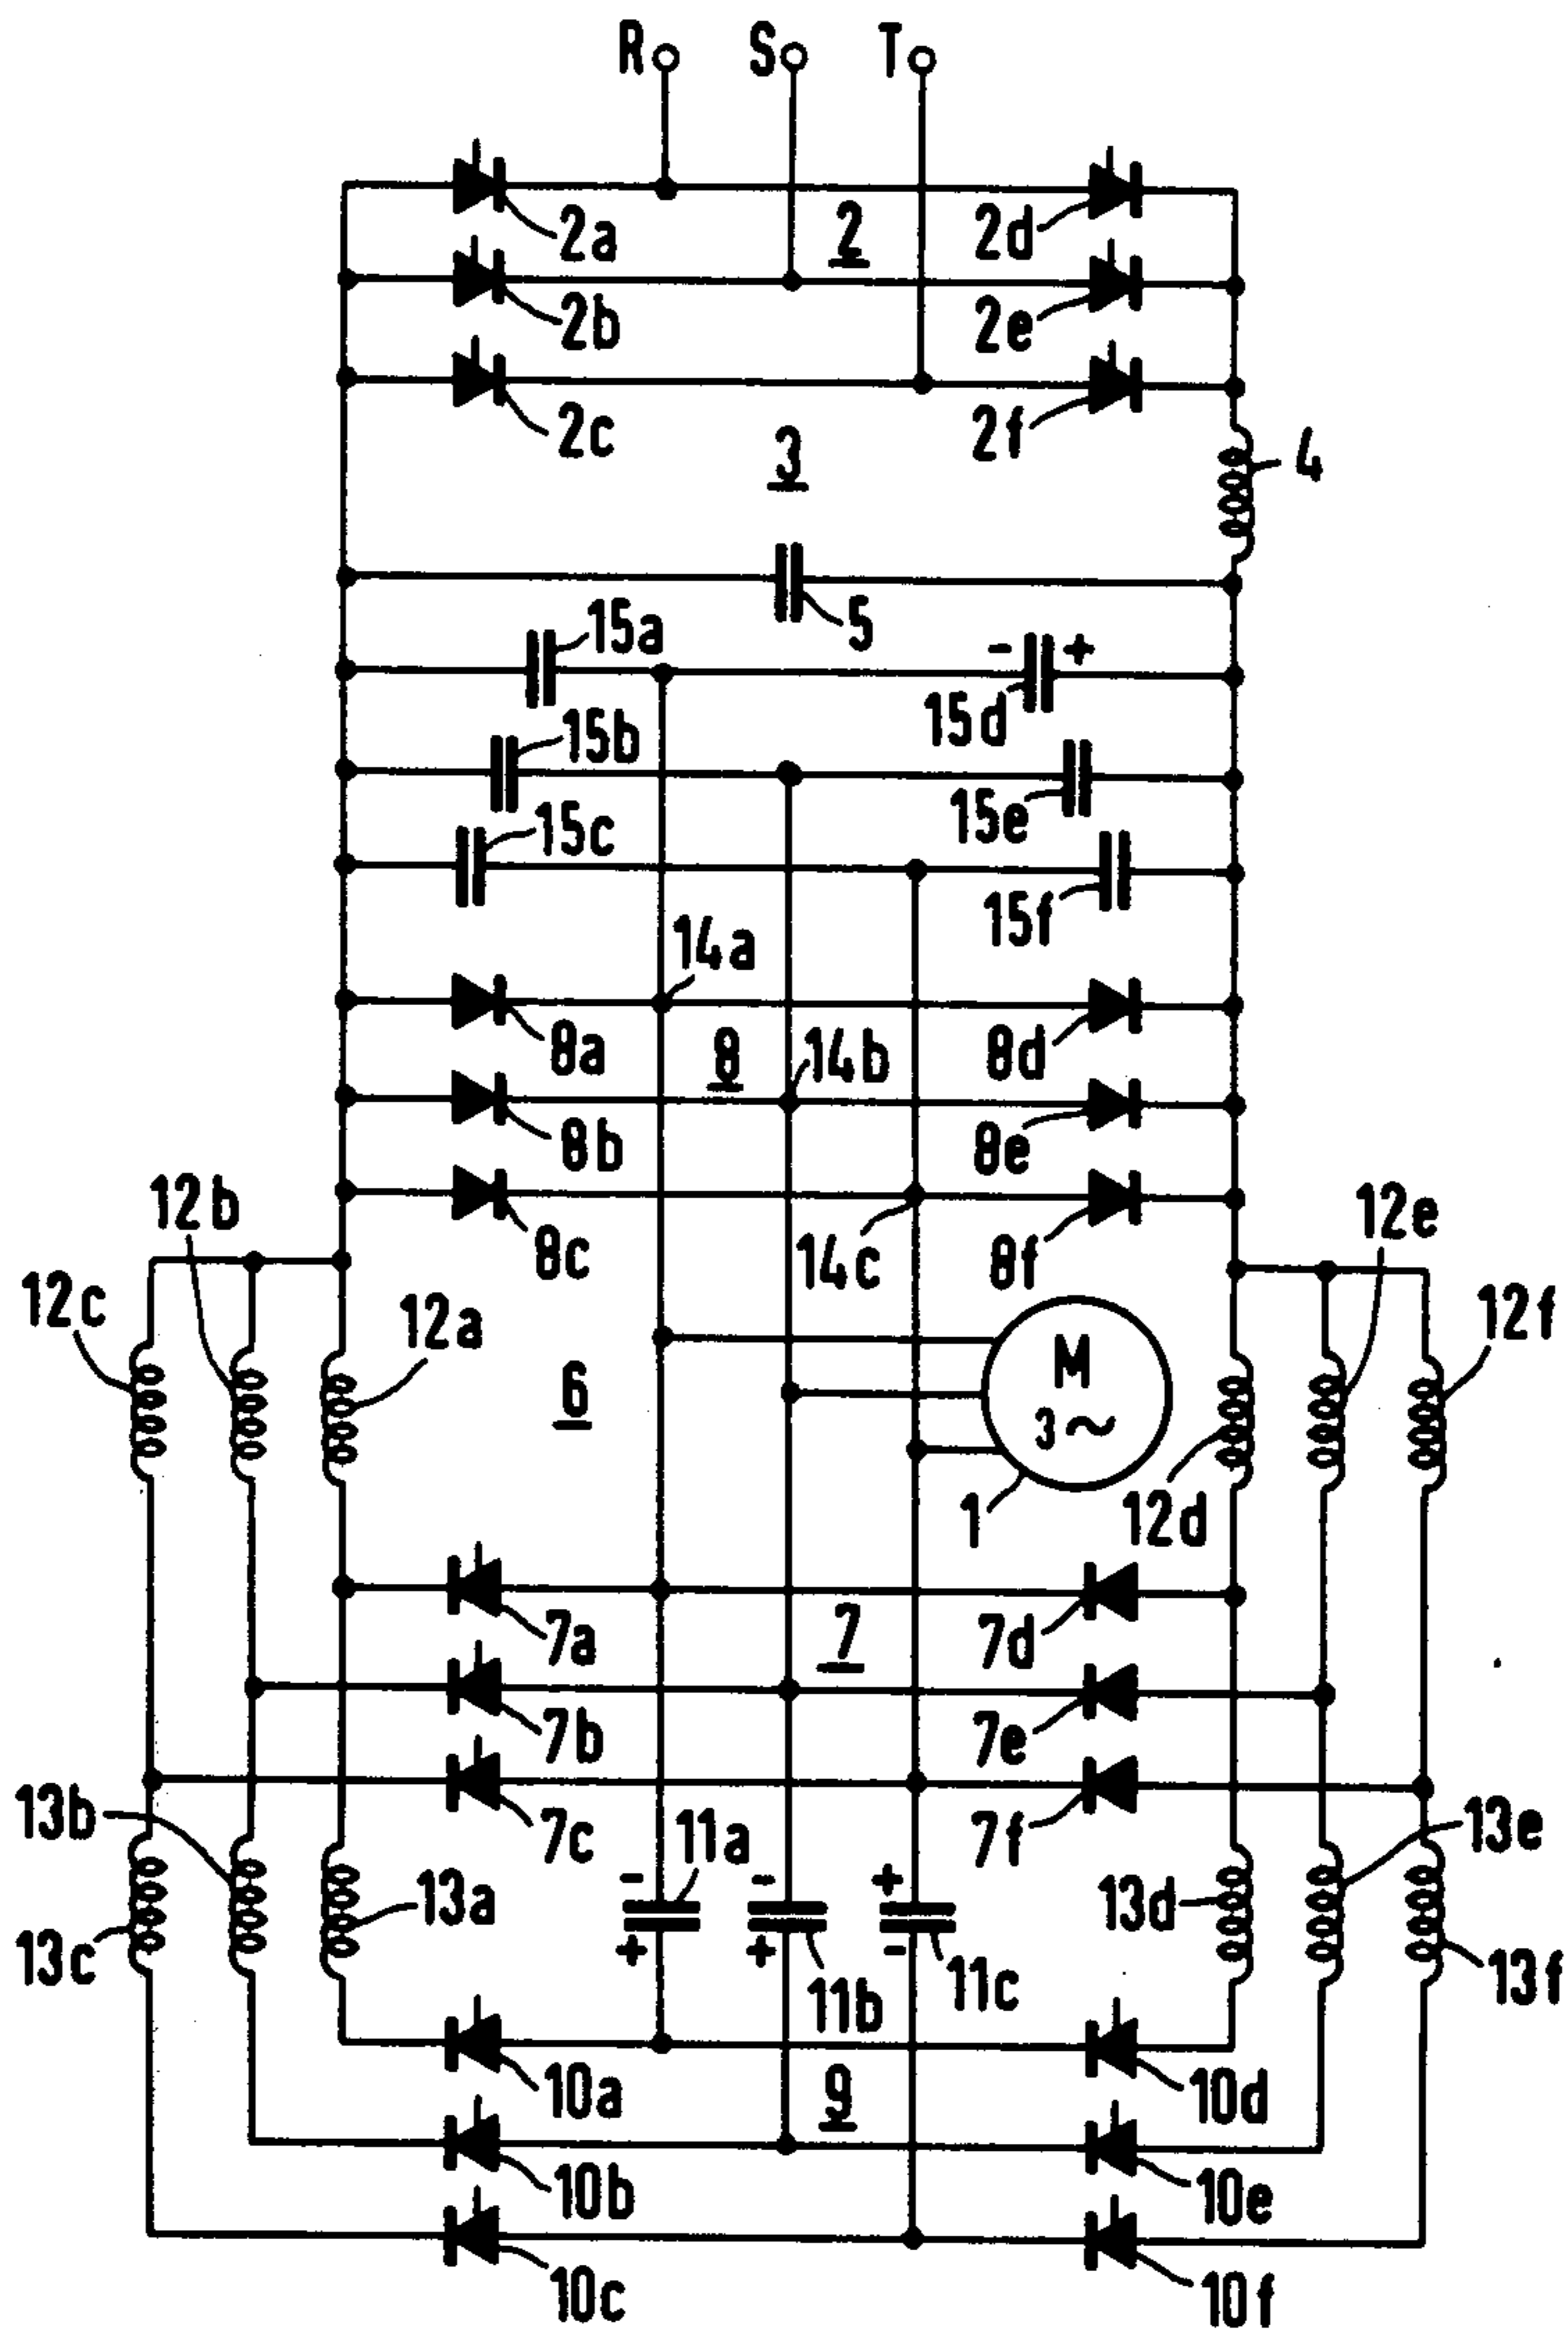 R S T
2a 2 2d
2b 2e
2c 2f
3 4
5
15a - +
15d
15b
15e
15c
15f
14a
8a 8 14b 8d
8b 8e
12b 8c 14c 8f 12e
12c 12a 12f
6 M
3~
1 12d
7a 7 7d
7b 7e
13b 7c 11a 7f 13e
- - +
13a 13d
13c + + - 13f
11b 11c
10a 9 10d
10b 10e
10c 10f